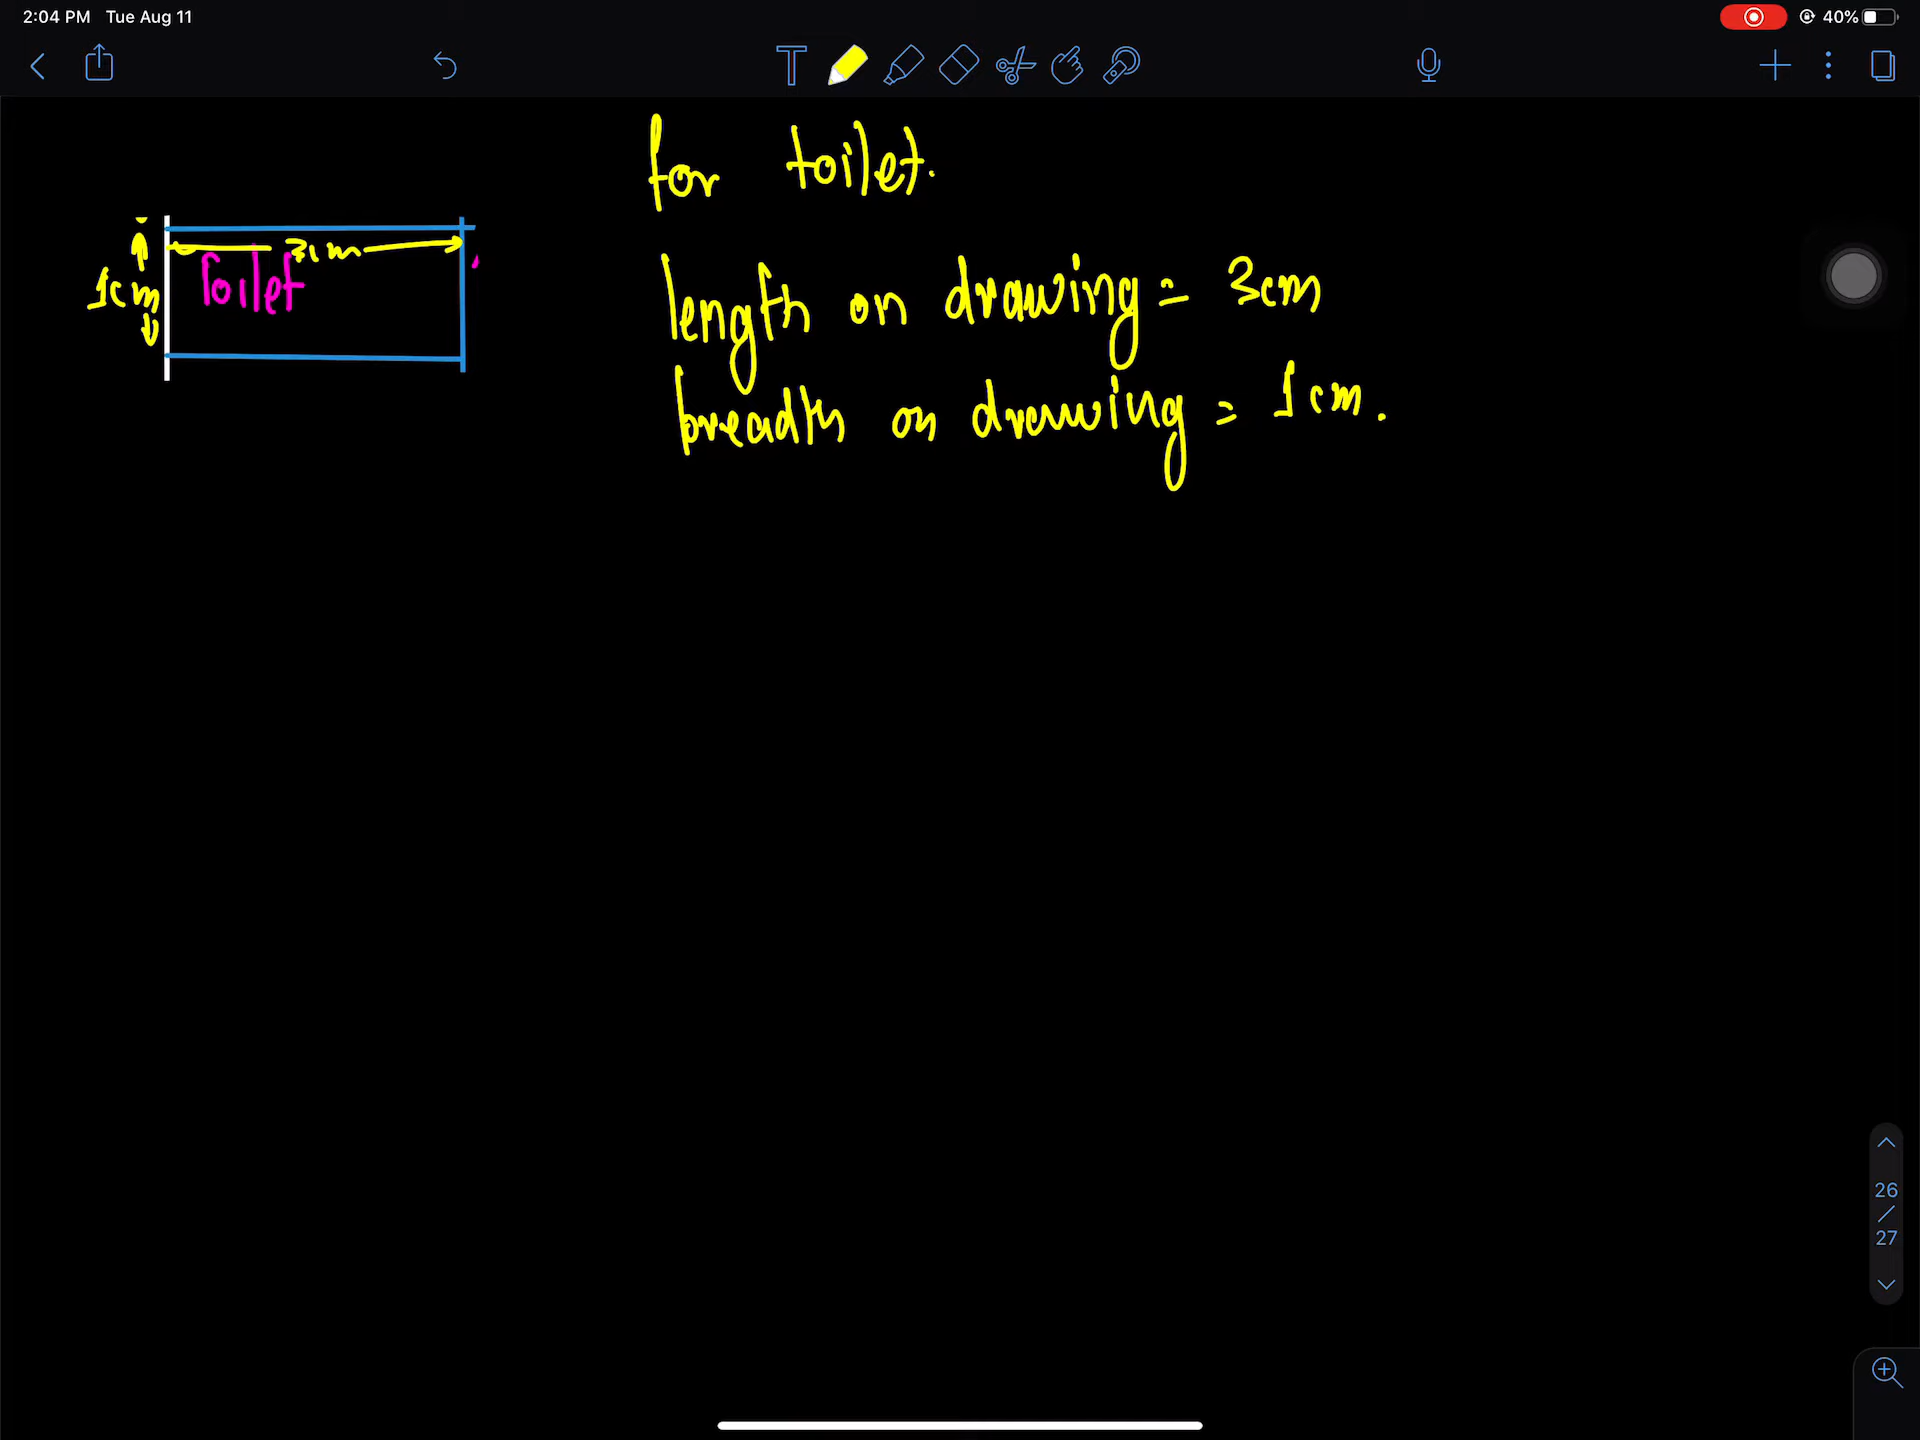 2:04 PM Tue Aug 11
40%
for toilet.
1cm
3cm
Toilet
length on drawing = 3cm
breadth on drawing = 1cm.
26
/
27